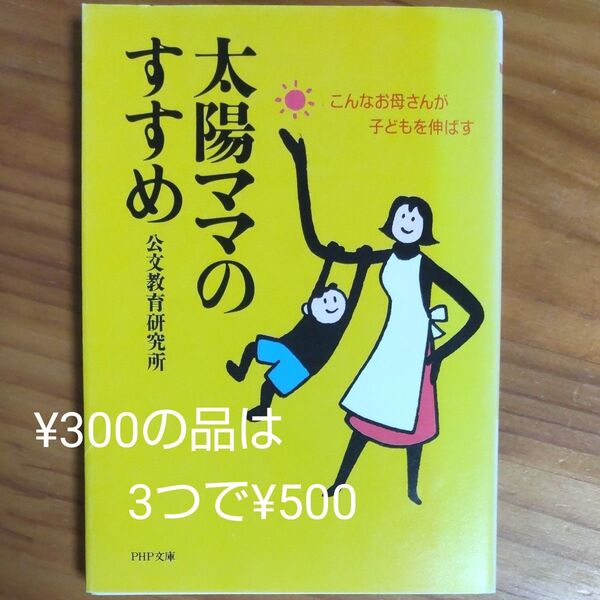 太陽ママの
すすめ
公文教育研究所
こんなお母さんが
子どもを伸ばす
¥300の品は
3つで¥500
PHP文庫